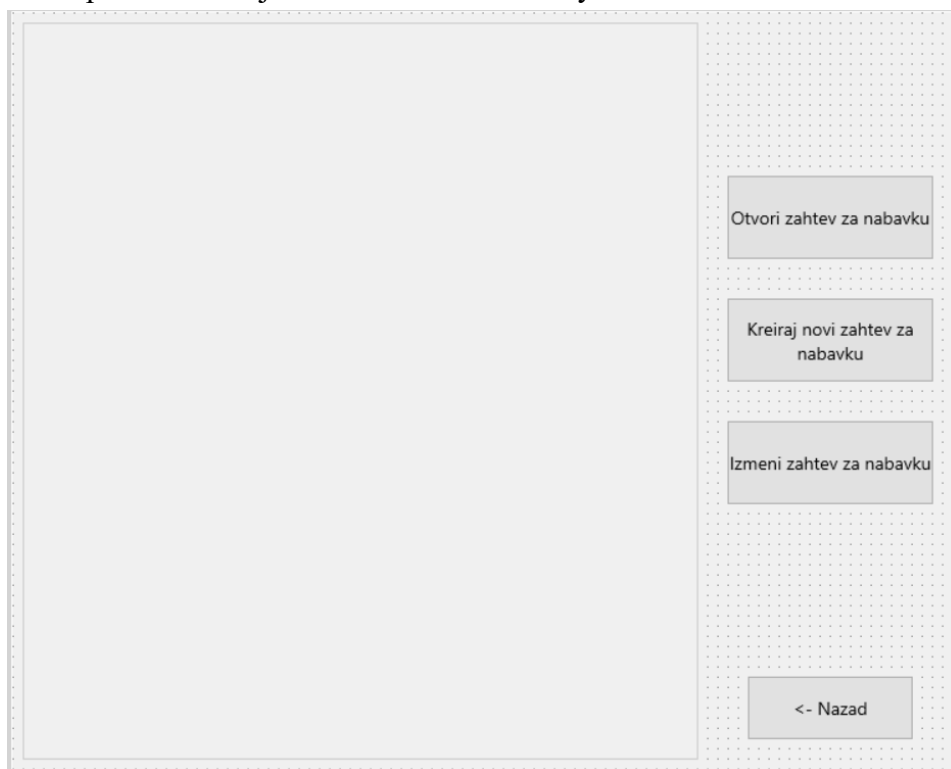 Otvori zahtev za nabavku
Kreiraj novi zahtev za
nabavku
Izmeni zahtev za nabavku
<- Nazad